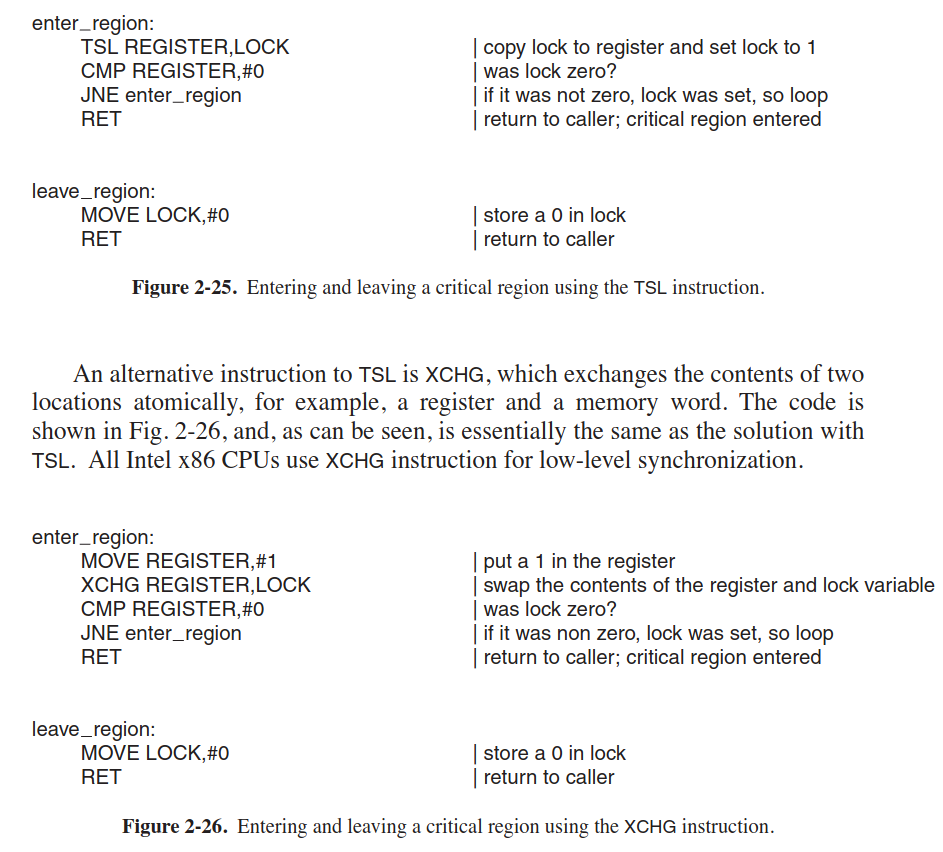 enter_region:
TSL REGISTER,LOCK | copy lock to register and set lock to 1
CMP REGISTER,#0 | was lock zero?
JNE enter_region | if it was not zero, lock was set, so loop
RET | return to caller; critical region entered
leave_region:
MOVE LOCK,#0 | store a 0 in lock
RET | return to caller
Figure 2-25. Entering and leaving a critical region using the TSL instruction.
An alternative instruction to TSL is XCHG, which exchanges the contents of two
locations atomically, for example, a register and a memory word. The code is
shown in Fig. 2-26, and, as can be seen, is essentially the same as the solution with
TSL. All Intel x86 CPUs use XCHG instruction for low-level synchronization.
enter_region:
MOVE REGISTER,#1 | put a 1 in the register
XCHG REGISTER,LOCK | swap the contents of the register and lock variable
CMP REGISTER,#0 | was lock zero?
JNE enter_region | if it was non zero, lock was set, so loop
RET | return to caller; critical region entered
leave_region:
MOVE LOCK,#0 | store a 0 in lock
RET | return to caller
Figure 2-26. Entering and leaving a critical region using the XCHG instruction.